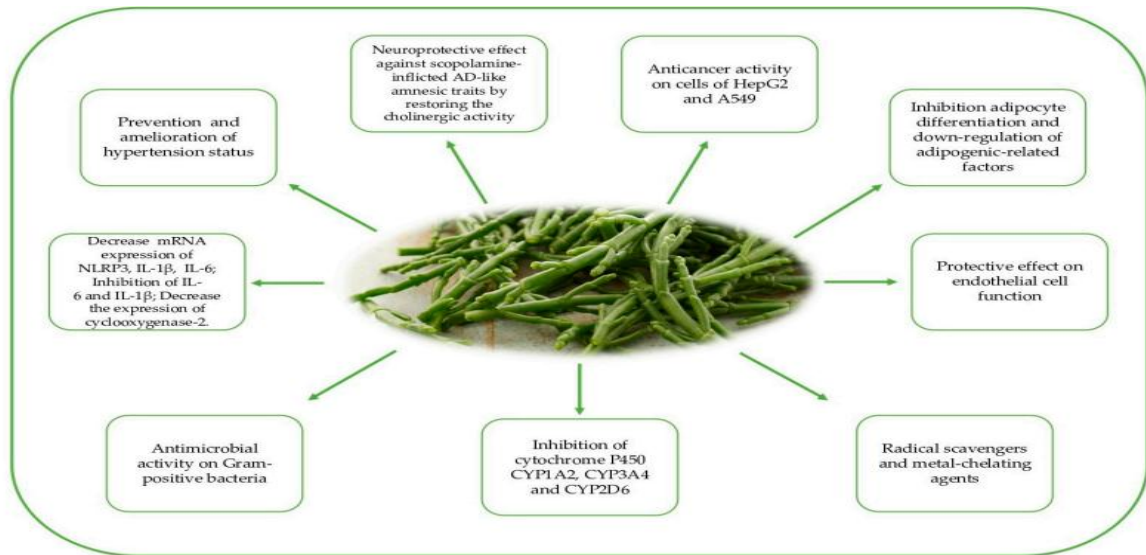 Neuroprotective effect
against scopolamine-
inflicted AD-like
amnesic traits by
restoring the
cholinergic activity
Anticancer activity
on cells of HepG2
and A549
Prevention and
amelioration of
hypertension status
Inhibition adipocyte
differentiation and
down-regulation of
adipogenic-related
factors
Decrease mRNA
expression of
NLRP3, IL-1β, IL-6;
Inhibition of IL-
6 and IL-1β; Decrease
the expression of
cyclooxygenase-2.
Protective effect on
endothelial cell
function
Antimicrobial
activity on Gram-
positive bacteria
Inhibition of
cytochrome P450
CYP1A2, CYP3A4
and CYP2D6
Radical scavengers
and metal-chelating
agents